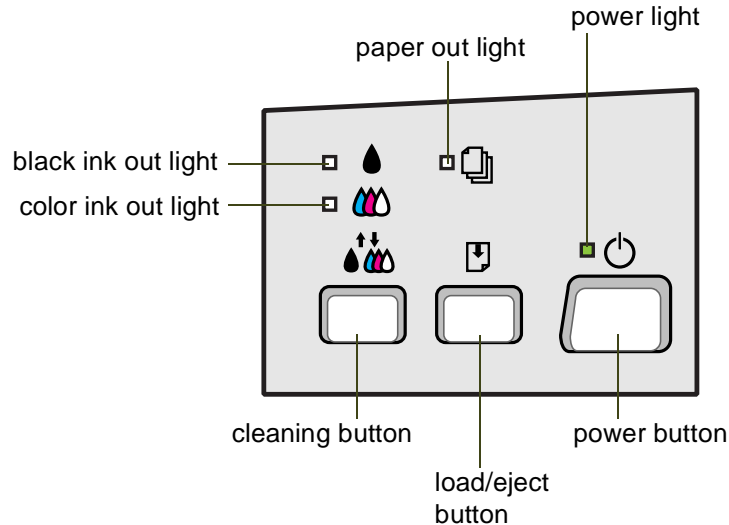 power light
paper out light
black ink out light
color ink out light
cleaning button
power button
load/eject
button